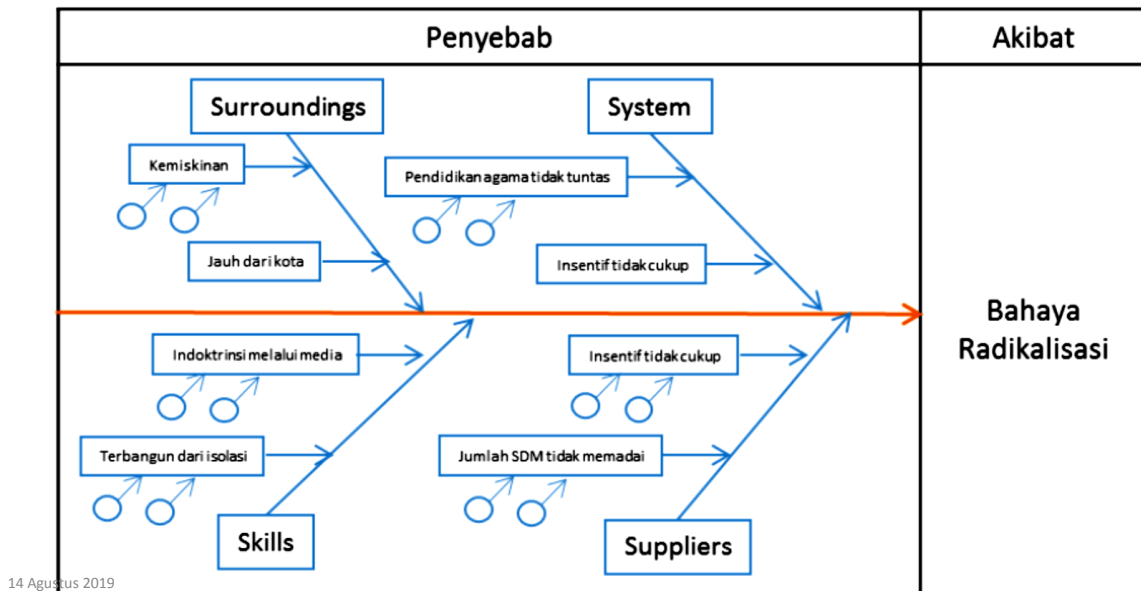 Penyebab
Akibat
Surroundings
System
Kemiskinan
Pendidikan agama tidak tuntas
Jauh dari kota
Insentif tidak cukup
Bahaya
Radikalisasi
Indoktrinsi melalui media
Insentif tidak cukup
Terbangun dari isolasi
Jumlah SDM tidak memadai
Skills
Suppliers
14 Agustus 2019